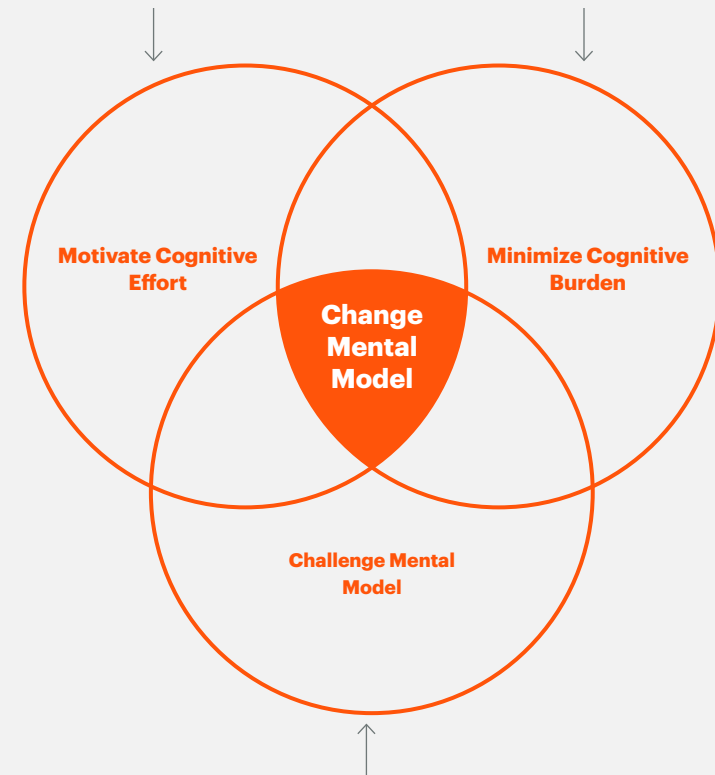 Motivate Cognitive
Effort
Minimize Cognitive
Burden
Change
Mental
Model
Challenge Mental
Model